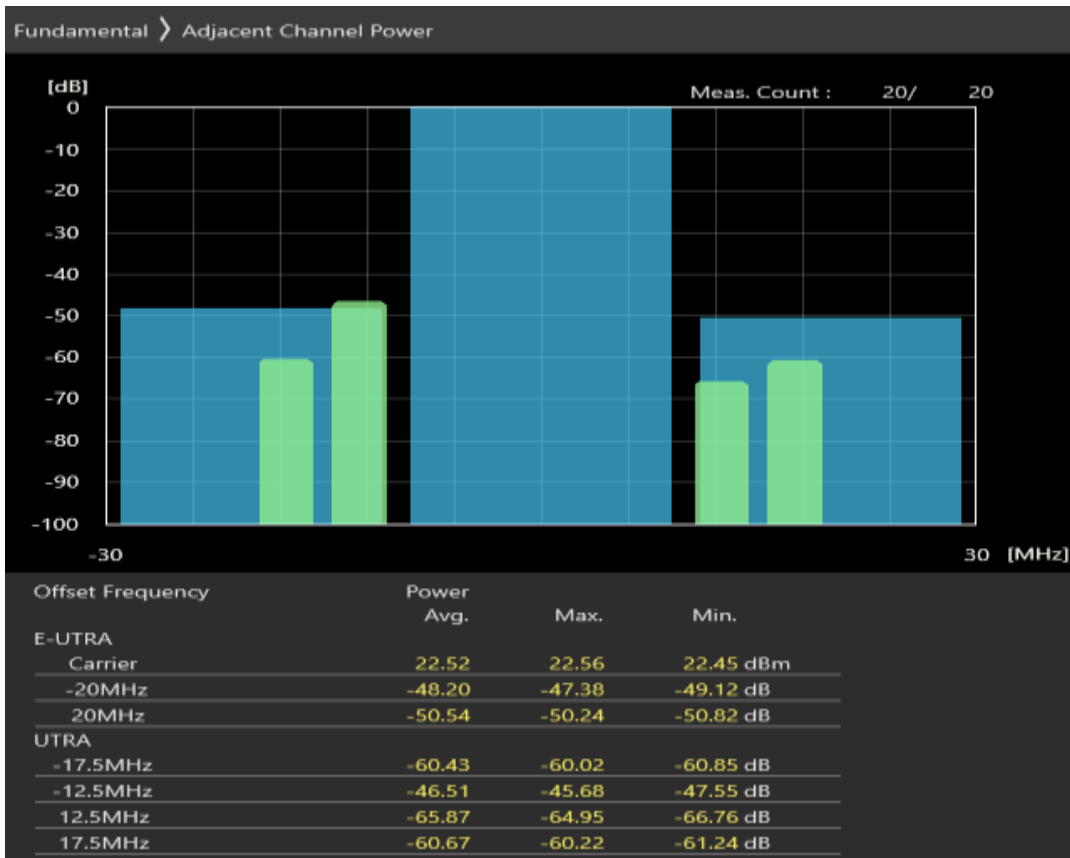 Fundamental ❭ Adjacent Channel Power
[dB]
Meas. Count : 20/ 20
0
-10
-20
-30
-40
-50
-60
-70
-80
-90
-100
-30 30 [MHz]
Offset Frequency Power
Avg. Max. Min.
E-UTRA
Carrier 22.52 22.56 22.45 dBm
-20MHz -48.20 -47.38 -49.12 dB
20MHz -50.54 -50.24 -50.82 dB
UTRA
-17.5MHz -60.43 -60.02 -60.85 dB
-12.5MHz -46.51 -45.68 -47.55 dB
12.5MHz -65.87 -64.95 -66.76 dB
17.5MHz -60.67 -60.22 -61.24 dB